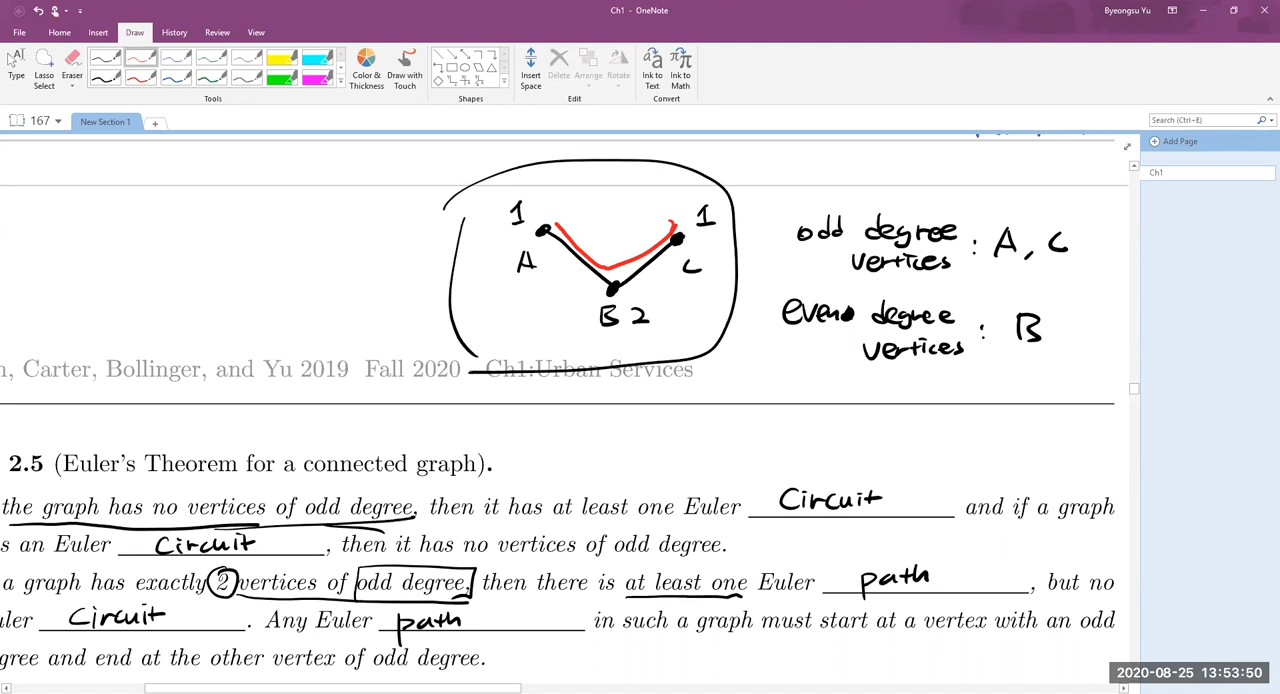 Ch1 - OneNote
Byeongsu Yu
File Home Insert Draw History Review View
Type
Lasso Select
Eraser
Color & Thickness
Draw with Touch
Insert Space
Delete
Arrange
Rotate
Ink to Text
Ink to Math
Tools
Shapes
Edit
Convert
167
New Section 1
Search (Ctrl+E)
Add Page
Ch1
1
1
A
C
B 2
odd degree vertices : A, C
even degree vertices : B
n, Carter, Bollinger, and Yu 2019 Fall 2020 Ch1:Urban Services
2.5 (Euler's Theorem for a connected graph).
the graph has no vertices of odd degree, then it has at least one Euler Circuit and if a graph
s an Euler Circuit, then it has no vertices of odd degree.
a graph has exactly 2 vertices of odd degree, then there is at least one Euler path, but no
uler Circuit. Any Euler path in such a graph must start at a vertex with an odd
gree and end at the other vertex of odd degree.
2020-08-25 13:53:50